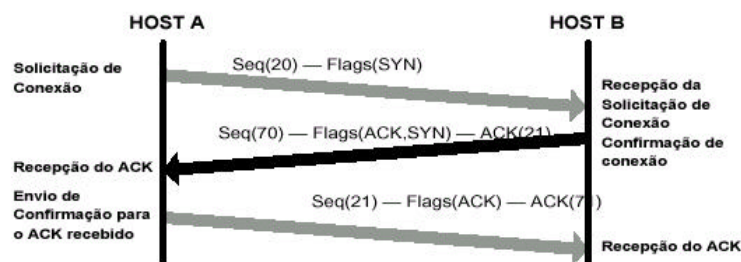 HOST A
HOST B
Solicitação de
Conexão
Seq(20) — Flags(SYN)
Recepção da
Solicitação de
Conexão
Confirmação de
conexão
Seq(70) — Flags(ACK,SYN) — ACK(21)
Recepção do ACK
Envio de
Confirmação para
o ACK recebido
Seq(21) — Flags(ACK) — ACK(71)
Recepção do ACK